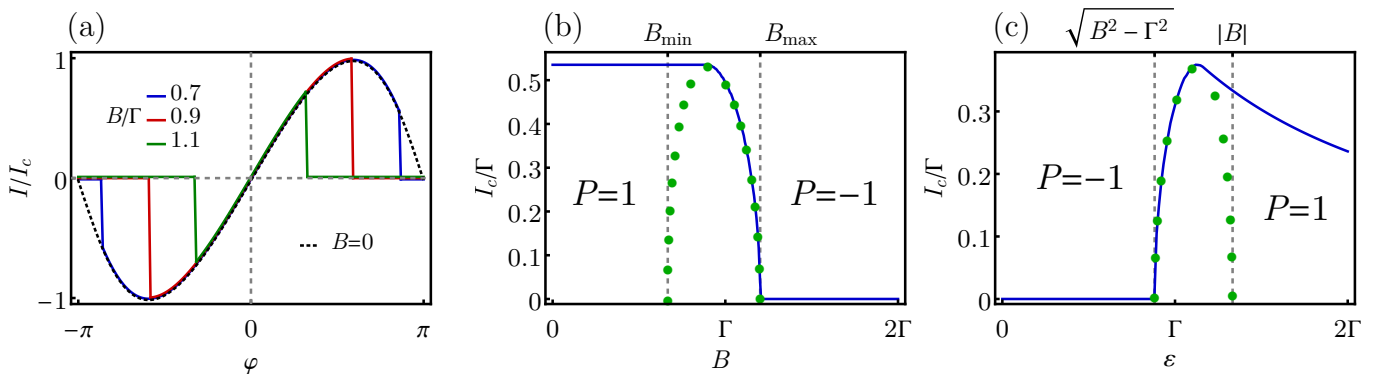 (a)
I/I_c
1
0
−1
B/Γ
0.7
0.9
1.1
B=0
−π
0
π
φ
(b)
B_min
B_max
I_c/Γ
0.5
0.4
0.3
0.2
0.1
0
P=1
P=−1
0
Γ
2Γ
B
(c)
√B² − Γ²
|B|
I_c/Γ
0.3
0.2
0.1
0
P=−1
P=1
0
Γ
2Γ
ε